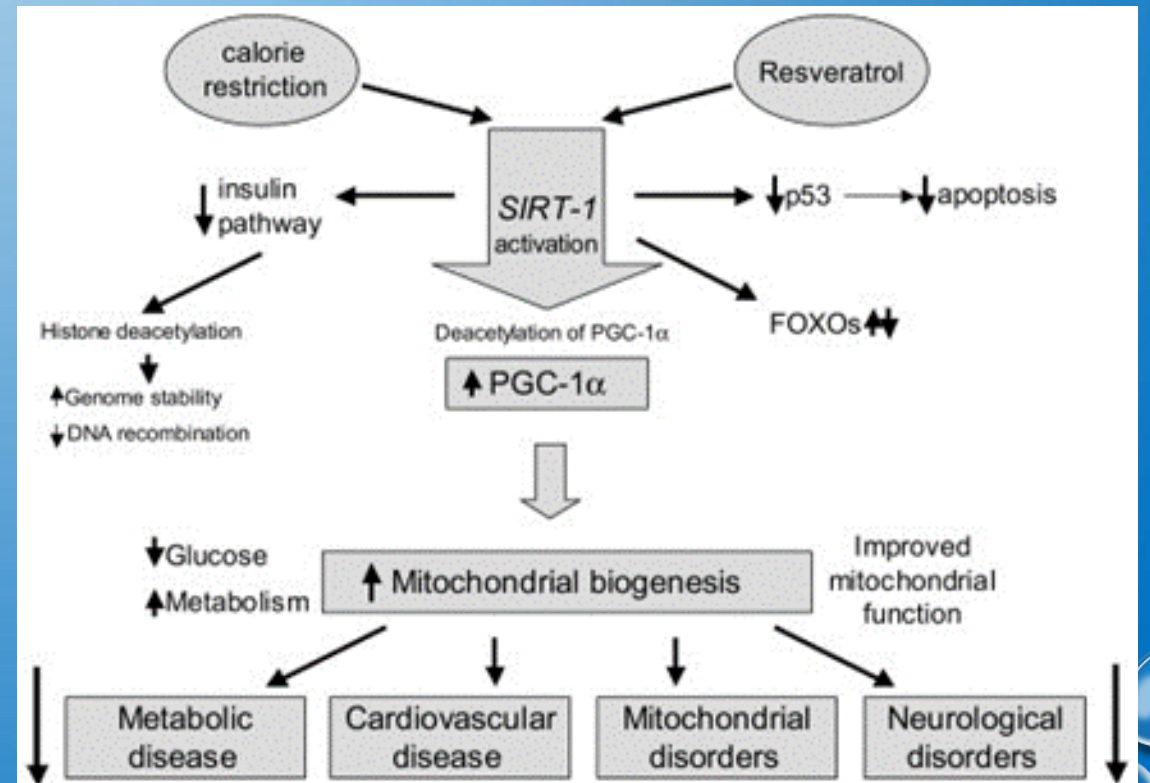 calorie
restriction
Resveratrol
insulin
pathway
SIRT-1
activation
p53
apoptosis
Histone deacetylation
Deacetylation of PGC-1α
FOXOs
PGC-1α
Genome stability
DNA recombination
Glucose
Metabolism
Mitochondrial biogenesis
Improved
mitochondrial
function
Metabolic
disease
Cardiovascular
disease
Mitochondrial
disorders
Neurological
disorders